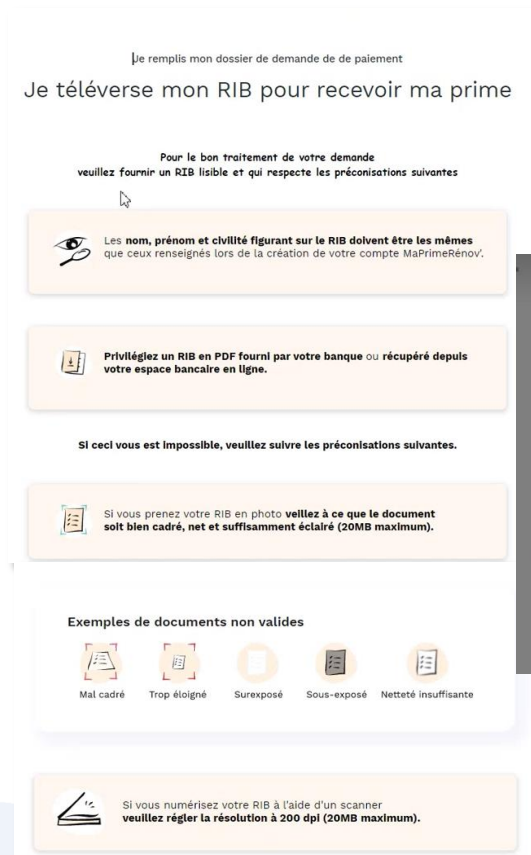 Je remplis mon dossier de demande de de paiement
Je téléverse mon RIB pour recevoir ma prime
Pour le bon traitement de votre demande
veuillez fournir un RIB lisible et qui respecte les préconisations suivantes
Les nom, prénom et civilité figurant sur le RIB doivent être les mêmes
que ceux renseignés lors de la création de votre compte MaPrimeRénov'.
Privilégiez un RIB en PDF fourni par votre banque ou récupéré depuis
votre espace bancaire en ligne.
Si ceci vous est impossible, veuillez suivre les préconisations suivantes.
Si vous prenez votre RIB en photo veillez à ce que le document
soit bien cadré, net et suffisamment éclairé (20MB maximum).
Exemples de documents non valides
Mal cadré Trop éloigné Surexposé Sous-exposé Netteté insuffisante
Si vous numérisez votre RIB à l'aide d'un scanner
veuillez régler la résolution à 200 dpi (20MB maximum).